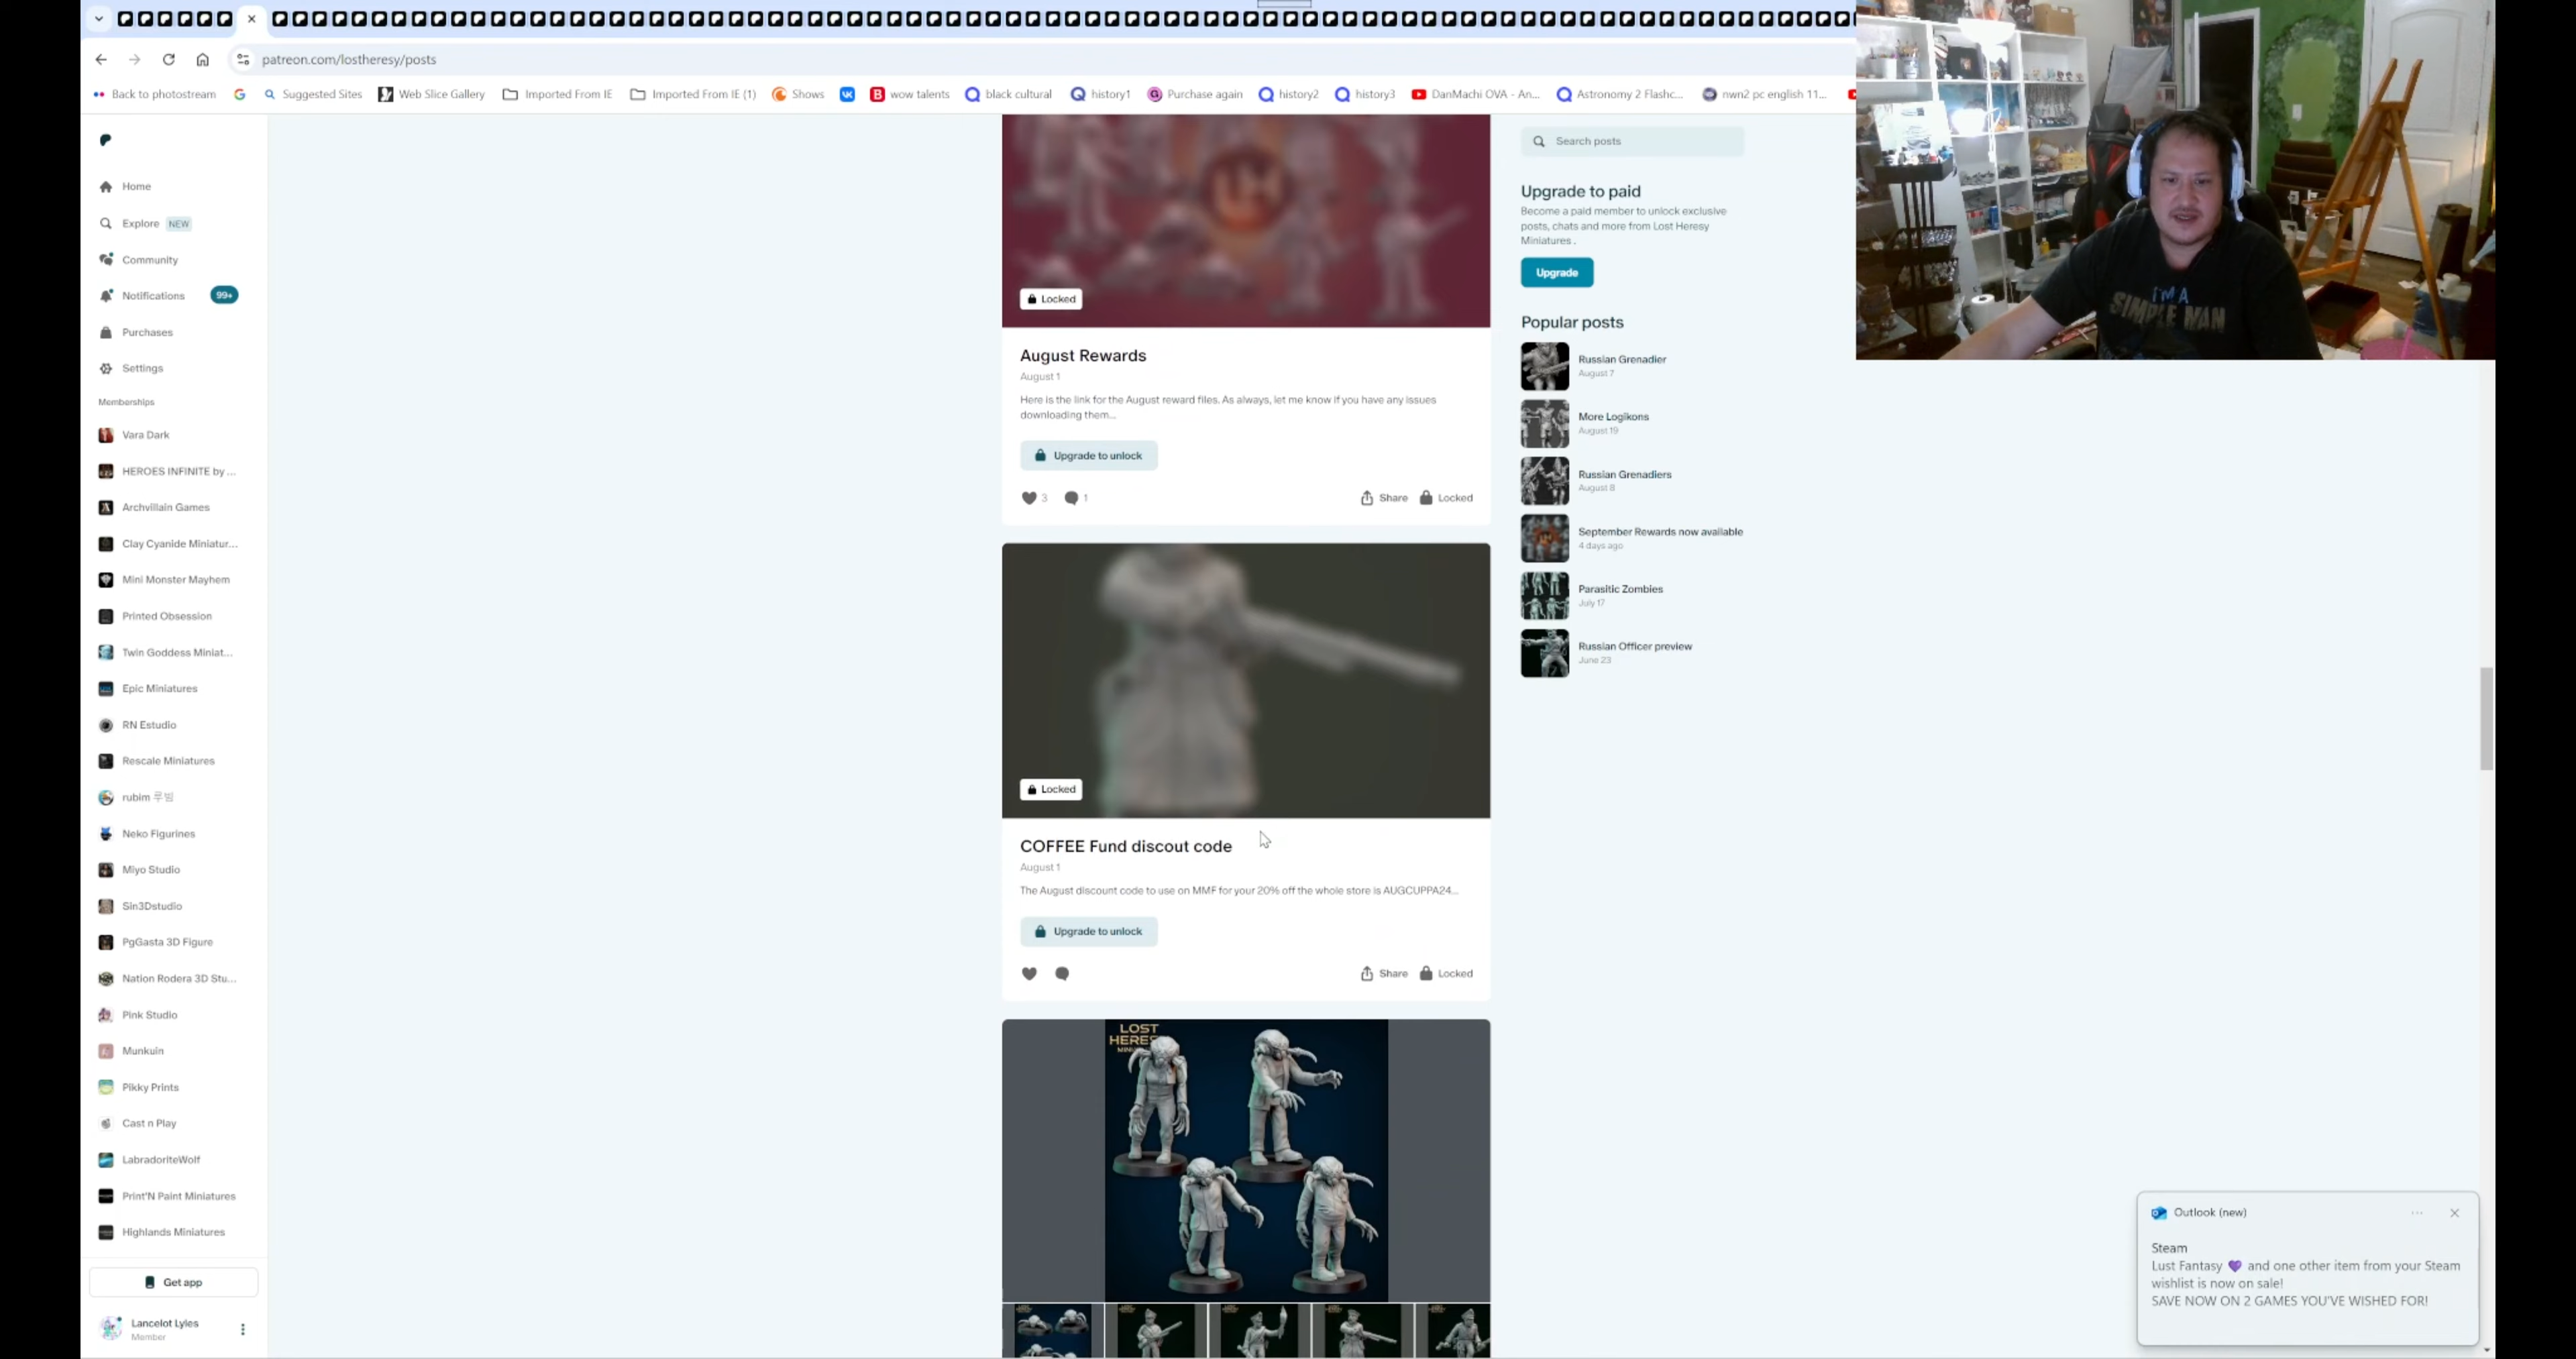 patreon.com/lostheresy/posts
Back to photostream
Suggested Sites
Web Slice Gallery
Imported From IE
Imported From IE (1)
Shows
wow talents
black cultural
history1
Purchase again
history2
history3
DanMachi OVA - An...
Astronomy 2 Flashc...
nwn2 pc english 11...
Home
Explore NEW
Community
Notifications 99+
Purchases
Settings
Memberships
Vara Dark
HEROES INFINITE by ...
Archvillain Games
Clay Cyanide Miniatur...
Mini Monster Mayhem
Printed Obsession
Twin Goddess Miniat...
Epic Miniatures
RN Estudio
Rescale Miniatures
rubim 루빔
Neko Figurines
Miyo Studio
Sin3Dstudio
PgGasta 3D Figure
Nation Rodera 3D Stu...
Pink Studio
Munkuin
Pikky Prints
Cast n Play
LabradoriteWolf
Print'N Paint Miniatures
Highlands Miniatures
Get app
Lancelot Lyles
Member
LH
Locked
August Rewards
August 1
Here is the link for the August reward files. As always, let me know if you have any issues
downloading them...
Upgrade to unlock
3 1 Share Locked
Locked
COFFEE Fund discout code
August 1
The August discount code to use on MMF for your 20% off the whole store is AUGCUPPA24...
Upgrade to unlock
Share Locked
LOST
HERES
Search posts
Upgrade to paid
Become a paid member to unlock exclusive
posts, chats and more from Lost Heresy
Miniatures .
Upgrade
Popular posts
Russian Grenadier
August 7
More Logikons
August 19
Russian Grenadiers
August 8
September Rewards now available
4 days ago
Parasitic Zombies
July 17
Russian Officer preview
June 23
I'M A
SIMPLE MAN
Outlook (new)
Steam
Lust Fantasy 💜 and one other item from your Steam
wishlist is now on sale!
SAVE NOW ON 2 GAMES YOU'VE WISHED FOR!